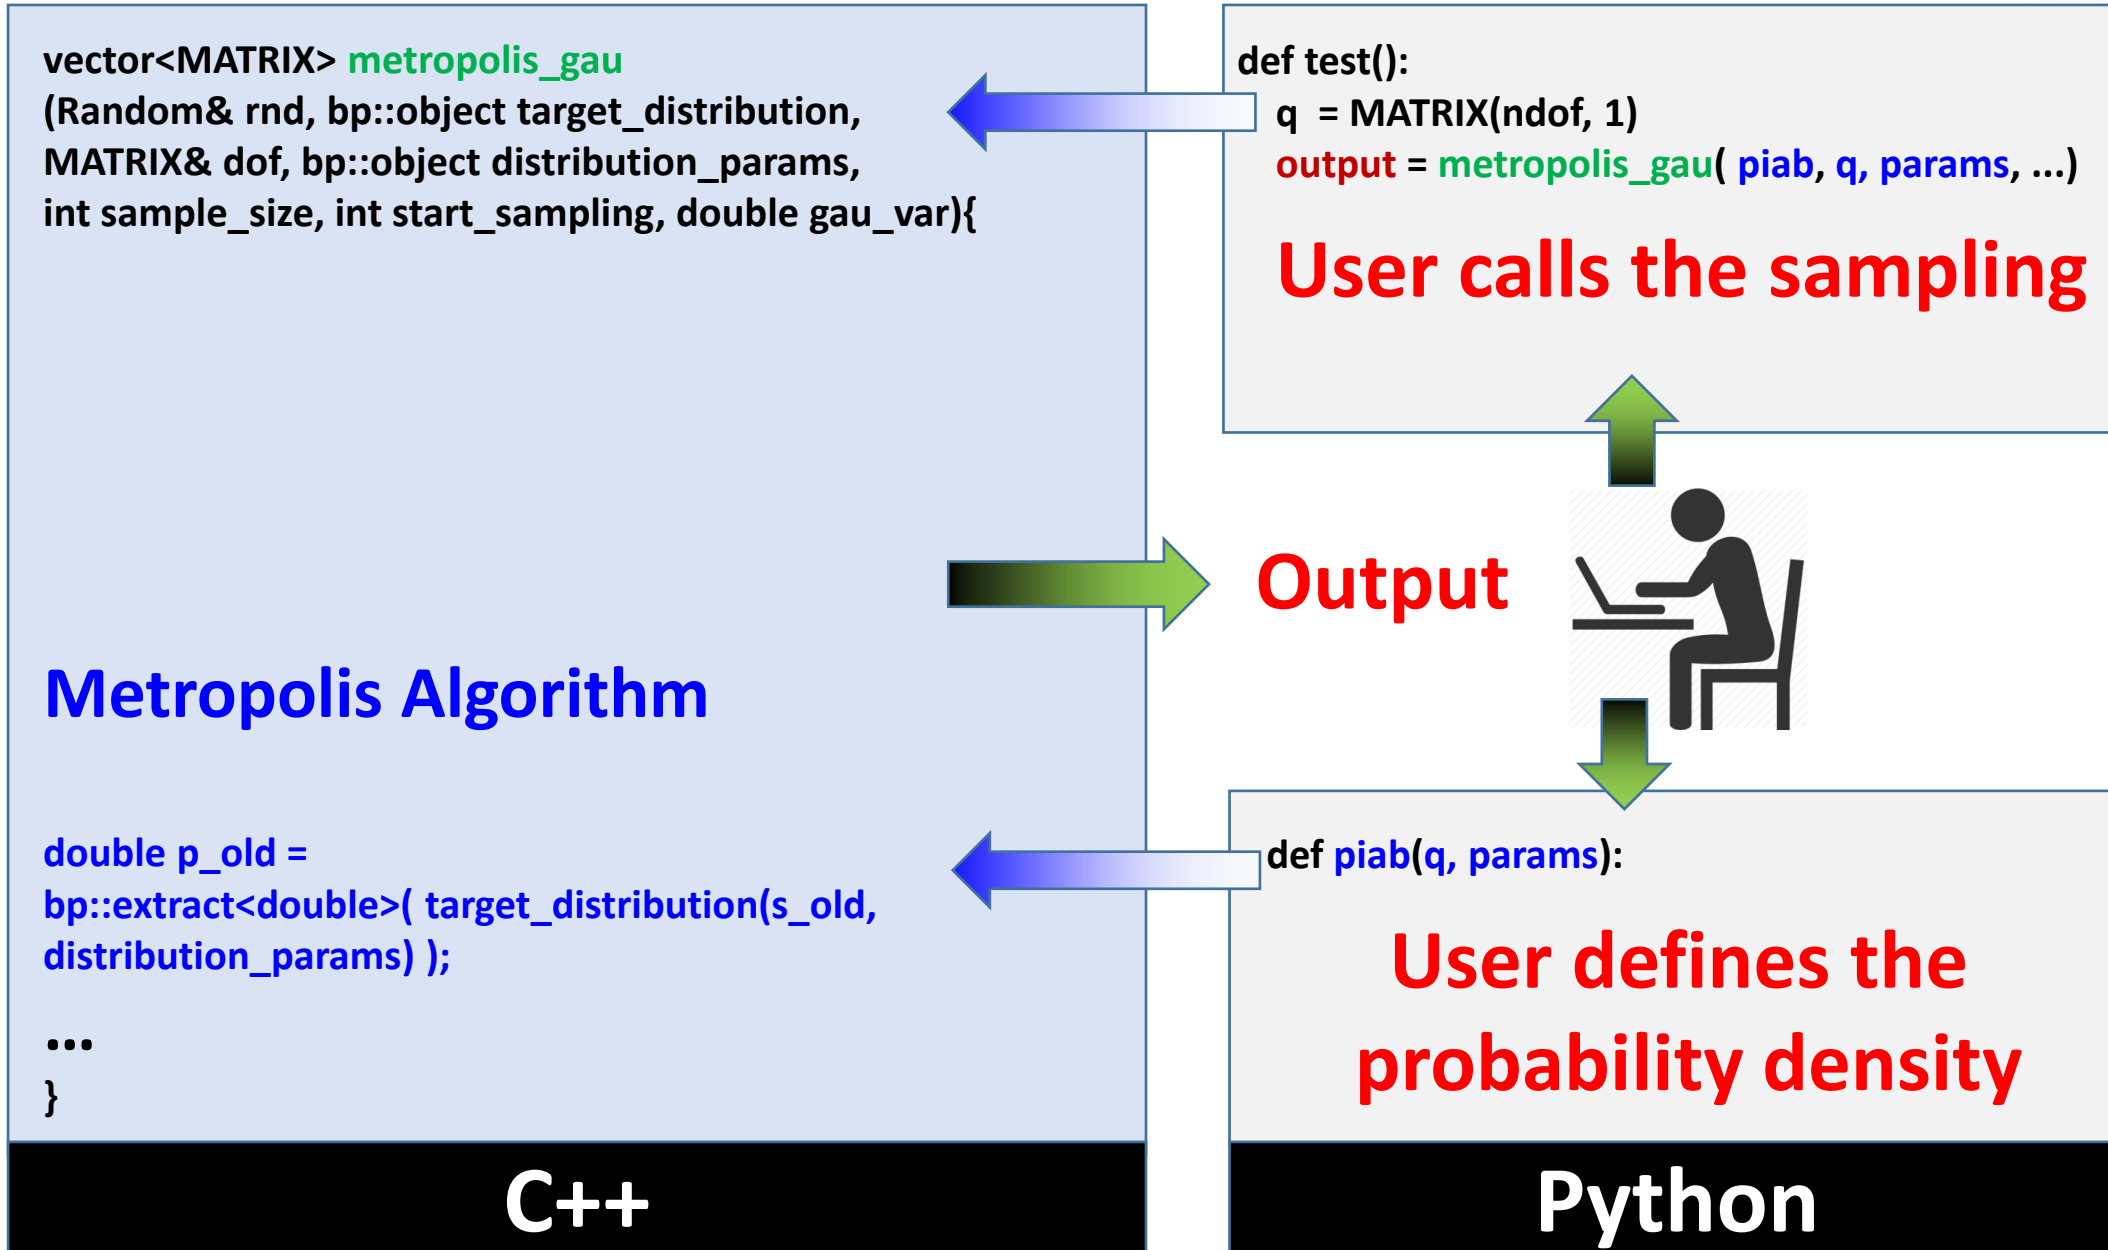 vector<MATRIX> metropolis_gau
(Random& rnd, bp::object target_distribution,
MATRIX& dof, bp::object distribution_params,
int sample_size, int start_sampling, double gau_var){
Metropolis Algorithm
double p_old =
bp::extract<double>( target_distribution(s_old,
distribution_params) );
...
}
C++
def test():
q = MATRIX(ndof, 1)
output = metropolis_gau( piab, q, params, ...)
User calls the sampling
Output
def piab(q, params):
User defines the
probability density
Python